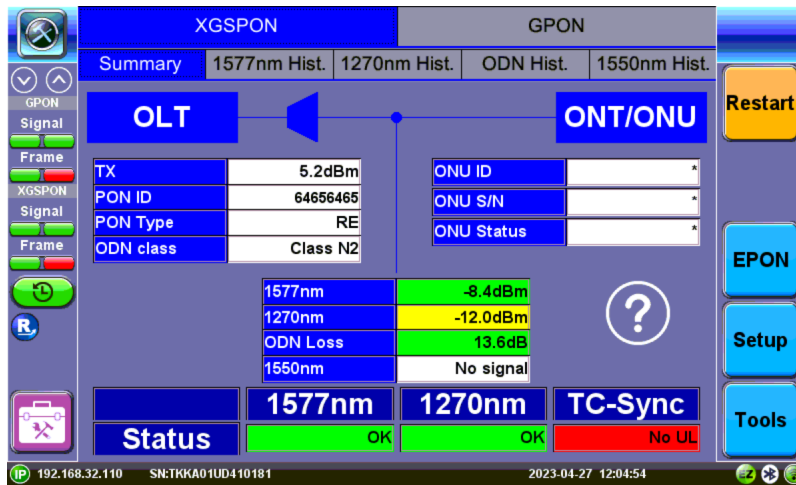 XGSPON GPON
Summary 1577nm Hist. 1270nm Hist. ODN Hist. 1550nm Hist.
GPON
Signal
Frame
XGSPON
Signal
Frame
R
OLT ONT/ONU
TX 5.2dBm
PON ID 64656465
PON Type RE
ODN class Class N2
ONU ID *
ONU S/N *
ONU Status *
1577nm -8.4dBm
1270nm -12.0dBm
ODN Loss 13.6dB
1550nm No signal
?
1577nm 1270nm TC-Sync
Status OK OK No UL
Restart
EPON
Setup
Tools
IP 192.168.32.110 SN:TKKA01UD410181 2023-04-27 12:04:54 eZ